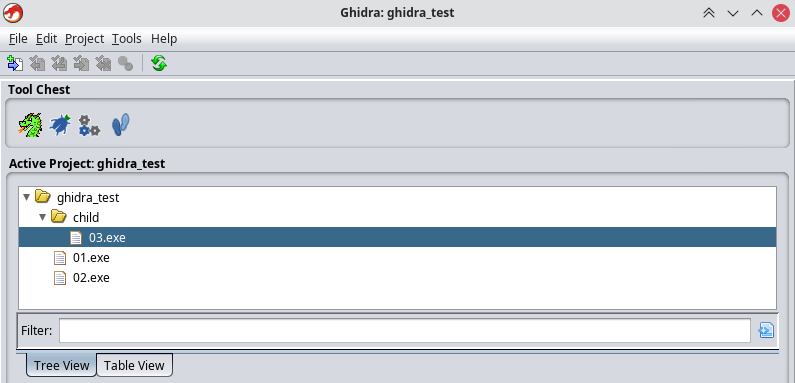 Ghidra: ghidra_test
File Edit Project Tools Help
Tool Chest
Active Project: ghidra_test
ghidra_test
child
03.exe
01.exe
02.exe
Filter:
Tree View Table View